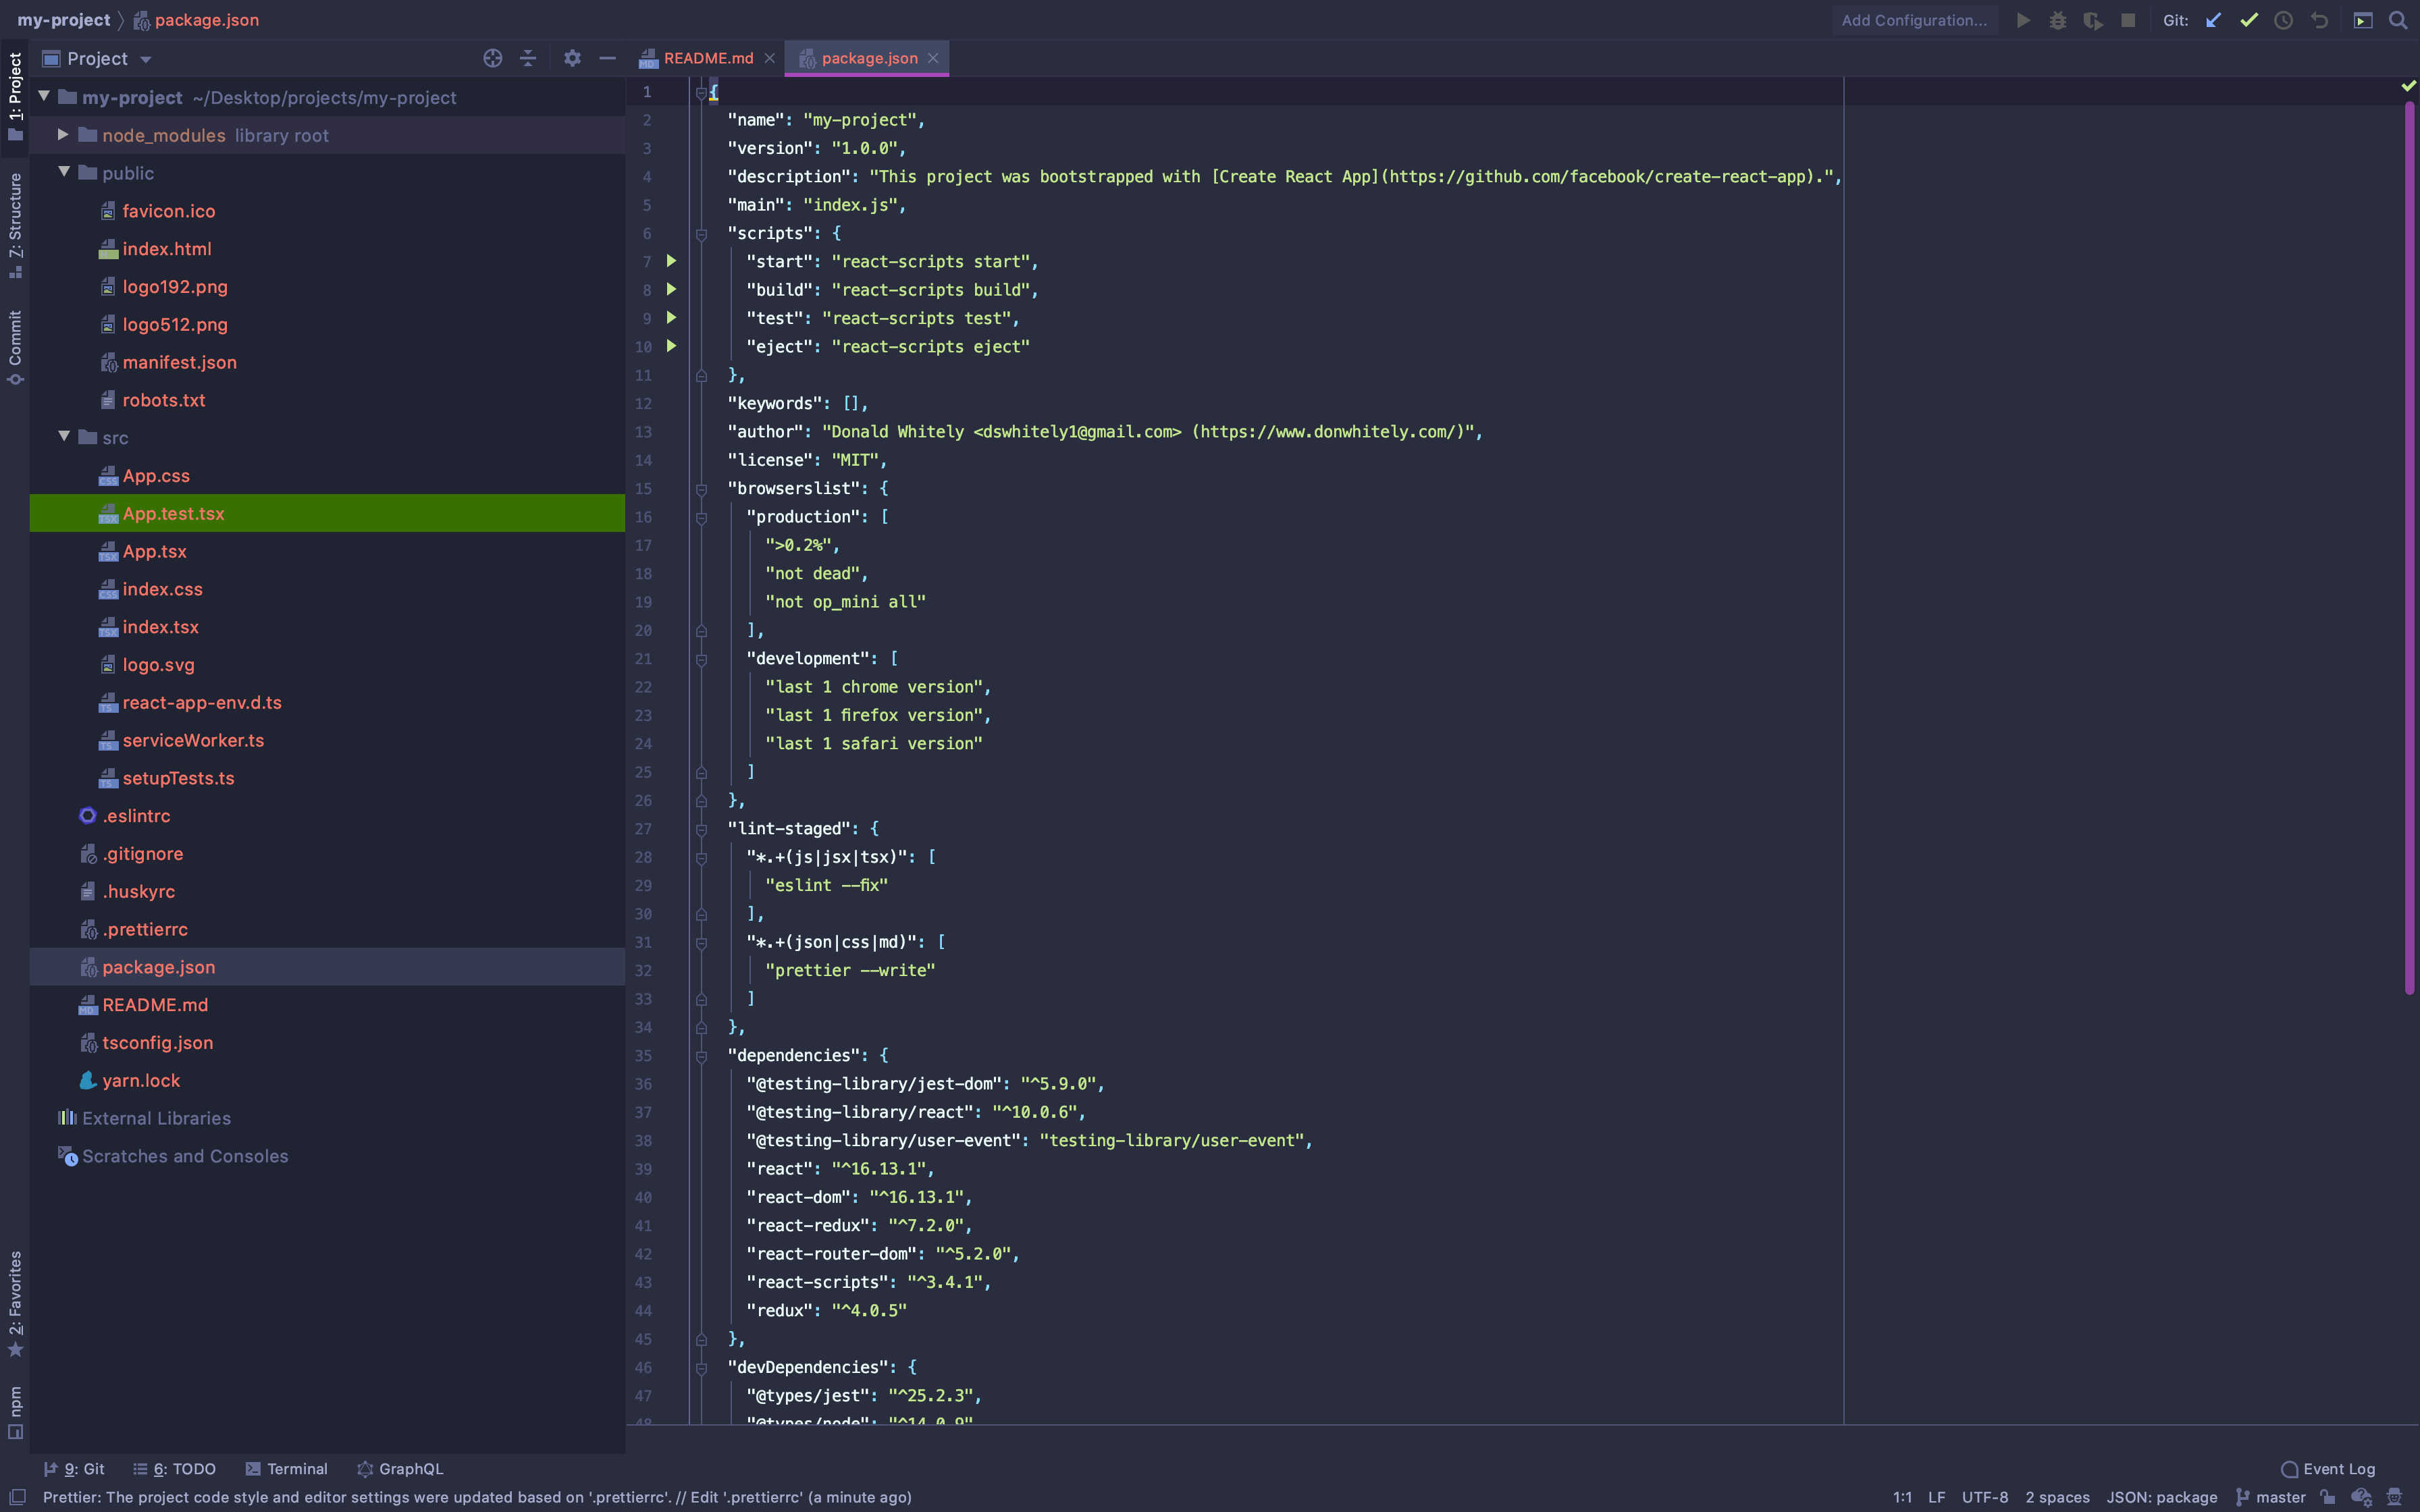 my-project
package.json
Add Configuration...
Git:
Project
README.md
package.json
1: Project
Z: Structure
Commit
2: Favorites
npm
my-project ~/Desktop/projects/my-project
node_modules library root
public
favicon.ico
index.html
logo192.png
logo512.png
manifest.json
robots.txt
src
App.css
App.test.tsx
App.tsx
index.css
index.tsx
logo.svg
react-app-env.d.ts
serviceWorker.ts
setupTests.ts
.eslintrc
.gitignore
.huskyrc
.prettierrc
package.json
README.md
tsconfig.json
yarn.lock
External Libraries
Scratches and Consoles
1 {
2 "name": "my-project",
3 "version": "1.0.0",
4 "description": "This project was bootstrapped with [Create React App](https://github.com/facebook/create-react-app).",
5 "main": "index.js",
6 "scripts": {
7 "start": "react-scripts start",
8 "build": "react-scripts build",
9 "test": "react-scripts test",
10 "eject": "react-scripts eject"
11 },
12 "keywords": [],
13 "author": "Donald Whitely <dswhitely1@gmail.com> (https://www.donwhitely.com/)",
14 "license": "MIT",
15 "browserslist": {
16 "production": [
17 ">0.2%",
18 "not dead",
19 "not op_mini all"
20 ],
21 "development": [
22 "last 1 chrome version",
23 "last 1 firefox version",
24 "last 1 safari version"
25 ]
26 },
27 "lint-staged": {
28 "*.+(js|jsx|tsx)": [
29 "eslint --fix"
30 ],
31 "*.+(json|css|md)": [
32 "prettier --write"
33 ]
34 },
35 "dependencies": {
36 "@testing-library/jest-dom": "^5.9.0",
37 "@testing-library/react": "^10.0.6",
38 "@testing-library/user-event": "testing-library/user-event",
39 "react": "^16.13.1",
40 "react-dom": "^16.13.1",
41 "react-redux": "^7.2.0",
42 "react-router-dom": "^5.2.0",
43 "react-scripts": "^3.4.1",
44 "redux": "^4.0.5"
45 },
46 "devDependencies": {
47 "@types/jest": "^25.2.3",
48 "@types/node": "^14.0.9"
9: Git
6: TODO
Terminal
GraphQL
Event Log
Prettier: The project code style and editor settings were updated based on '.prettierrc'. // Edit '.prettierrc' (a minute ago)
1:1 LF UTF-8 2 spaces JSON: package master